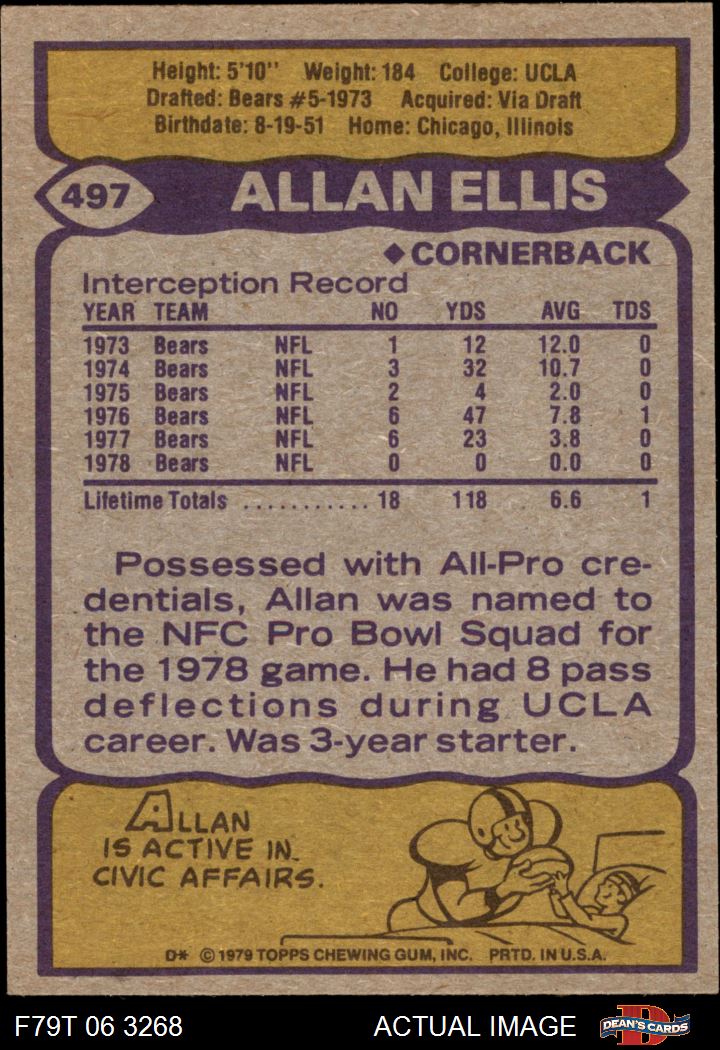 Height: 5'10" Weight: 184 College: UCLA
Drafted: Bears #5-1973 Acquired: Via Draft
Birthdate: 8-19-51 Home: Chicago, Illinois
497 ALLAN ELLIS
◆CORNERBACK
Interception Record
YEAR TEAM NO YDS AVG TDS
1973 Bears NFL 1 12 12.0 0
1974 Bears NFL 3 32 10.7 0
1975 Bears NFL 2 4 2.0 0
1976 Bears NFL 6 47 7.8 1
1977 Bears NFL 6 23 3.8 0
1978 Bears NFL 0 0 0.0 0
Lifetime Totals ........... 18 118 6.6 1
Possessed with All-Pro cre-
dentials, Allan was named to
the NFC Pro Bowl Squad for
the 1978 game. He had 8 pass
deflections during UCLA
career. Was 3-year starter.
ALLAN
IS ACTIVE IN
CIVIC AFFAIRS.
D* © 1979 TOPPS CHEWING GUM, INC. PRTD. IN U.S.A.
F79T 06 3268 ACTUAL IMAGE DEAN'S CARDS